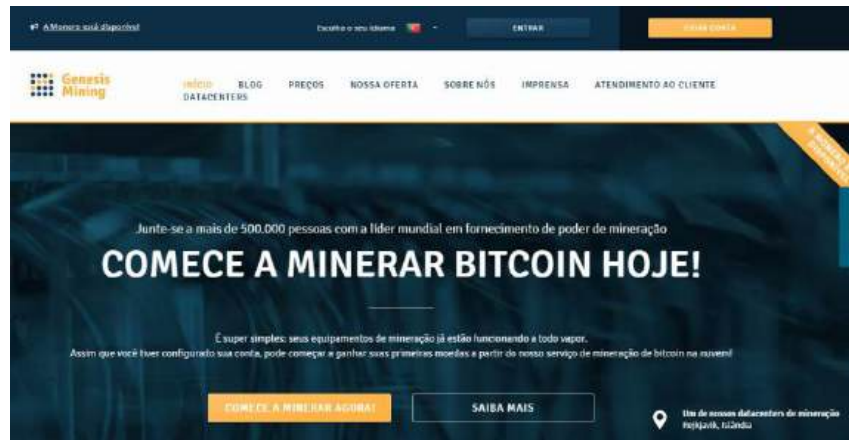 A Monero está disponível
Escolha o seu idioma
ENTRAR
CRIAR CONTA
Genesis
Mining
INÍCIO BLOG PREÇOS NOSSA OFERTA SOBRE NÓS IMPRENSA ATENDIMENTO AO CLIENTE
DATACENTERS
A MONERO
DISPONÍVEL
Junte-se a mais de 500.000 pessoas com a líder mundial em fornecimento de poder de mineração
COMECE A MINERAR BITCOIN HOJE!
É super simples: seus equipamentos de mineração já estão funcionando a todo vapor.
Assim que você tiver configurado sua conta, pode começar a ganhar suas primeiras moedas a partir do nosso serviço de mineração de bitcoin na nuvem!
COMECE A MINERAR AGORA!
SAIBA MAIS
Um de nossos datacenters de mineração
Rejkjavík, Islândia